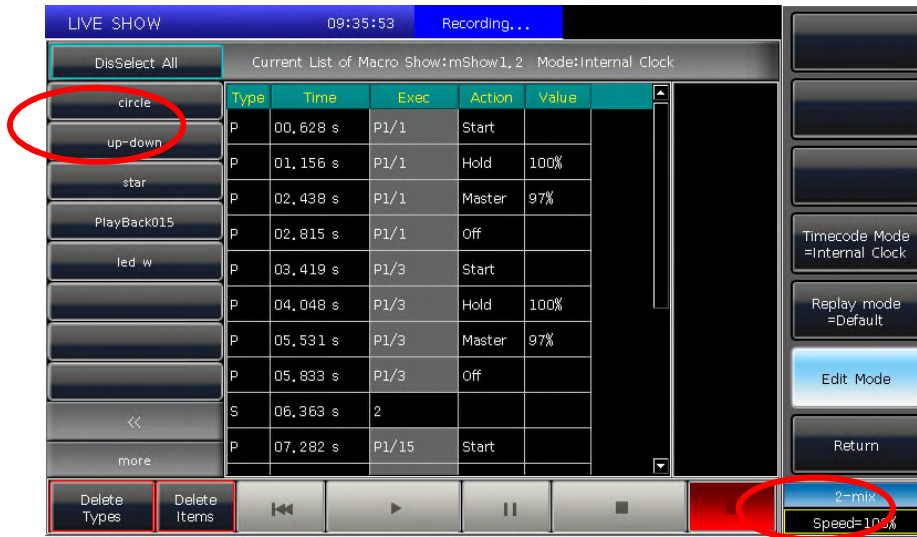 LIVE SHOW 09:35:53 Recording...
DisSelect All Current List of Macro Show:mShow1.2 Mode:Internal Clock
circle
up-down
star
PlayBack015
led w
<<
more
Type Time Exec Action Value
P 00.628 s P1/1 Start
P 01.156 s P1/1 Hold 100%
P 02.438 s P1/1 Master 97%
P 02.815 s P1/1 Off
P 03.419 s P1/3 Start
P 04.048 s P1/3 Hold 100%
P 05.531 s P1/3 Master 97%
P 05.833 s P1/3 Off
S 06.363 s 2
P 07.282 s P1/15 Start
Timecode Mode
=Internal Clock
Replay mode
=Default
Edit Mode
Return
2-mix
Speed=100%
Delete
Types
Delete
Items